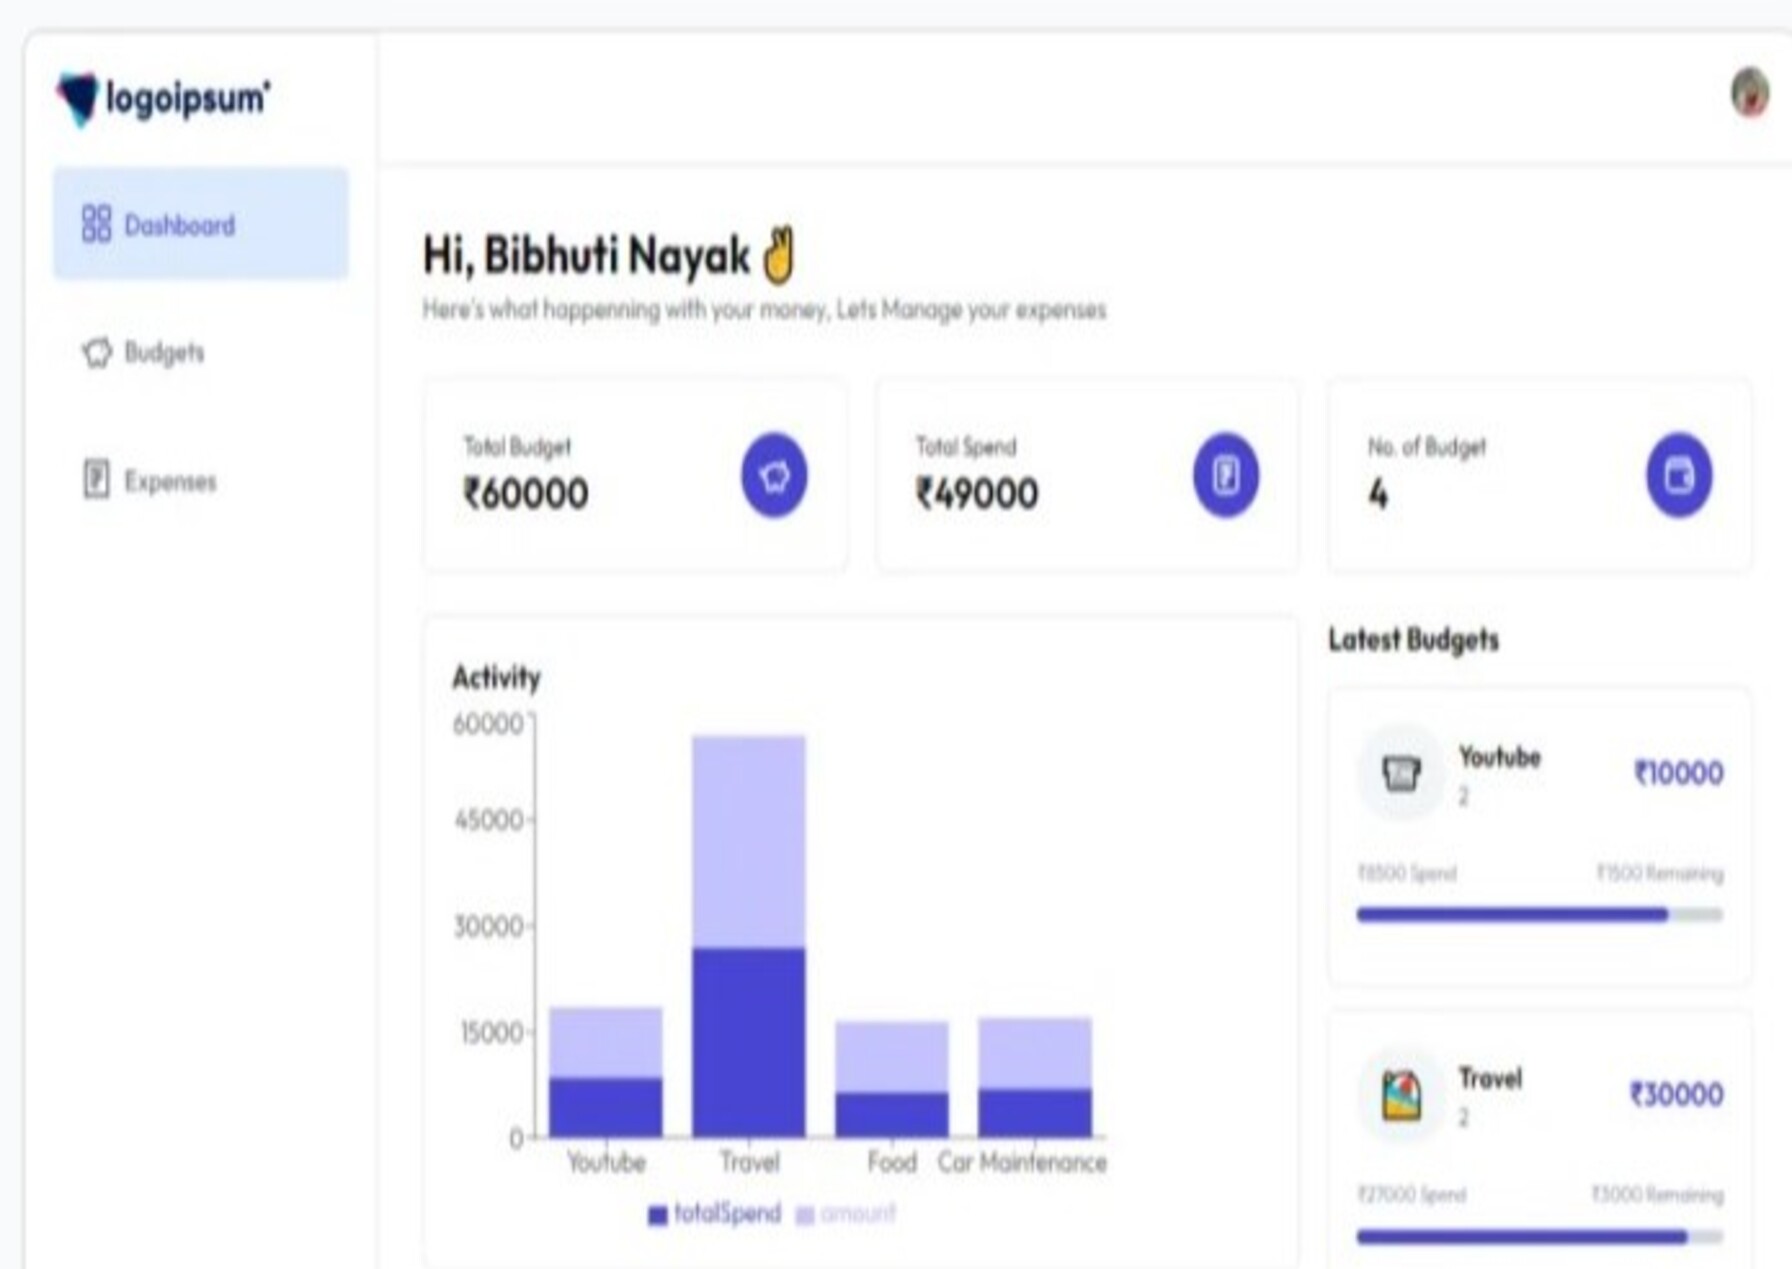 logoipsum
Dashboard
Budgets
Expenses
Hi, Bibhuti Nayak ✌
Here's what happenning with your money, Lets Manage your expenses
Total Budget
₹60000
Total Spend
₹49000
No. of Budget
4
Activity
60000
45000
30000
15000
0
Youtube Travel Food Car Maintenance
totalSpend amount
Latest Budgets
Youtube
2
₹10000
₹8500 Spend ₹1500 Remaining
Travel
2
₹30000
₹27000 Spend ₹3000 Remaining